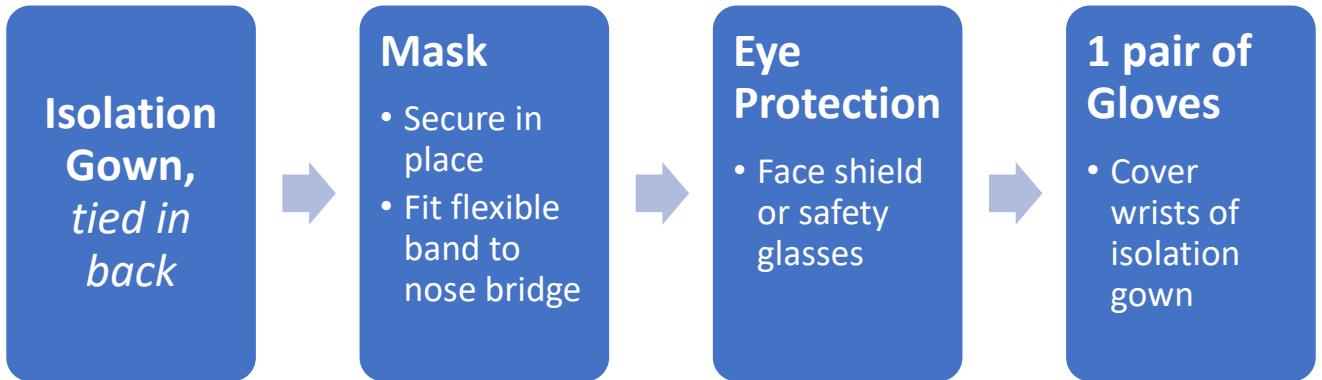 Isolation
Gown,
tied in
back
Mask
• Secure in
place
• Fit flexible
band to
nose bridge
Eye
Protection
• Face shield
or safety
glasses
1 pair of
Gloves
• Cover
wrists of
isolation
gown